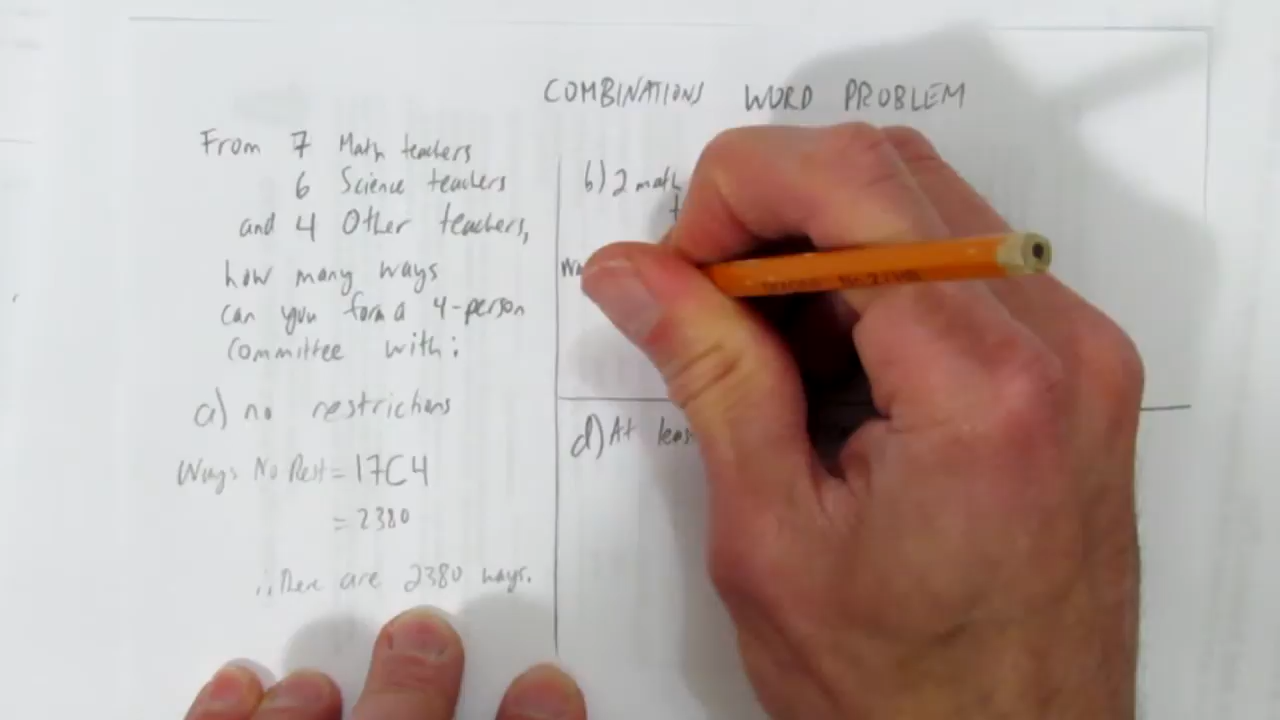 COMBINATIONS WORD PROBLEM
From 7 Math teachers
6 Science teachers
and 4 Other teachers,
how many ways
can you form a 4-person
committee with:
a) no restrictions
Ways No Rest = 17C4
= 2380
∴ There are 2380 ways.
b) 2 math
d) At least